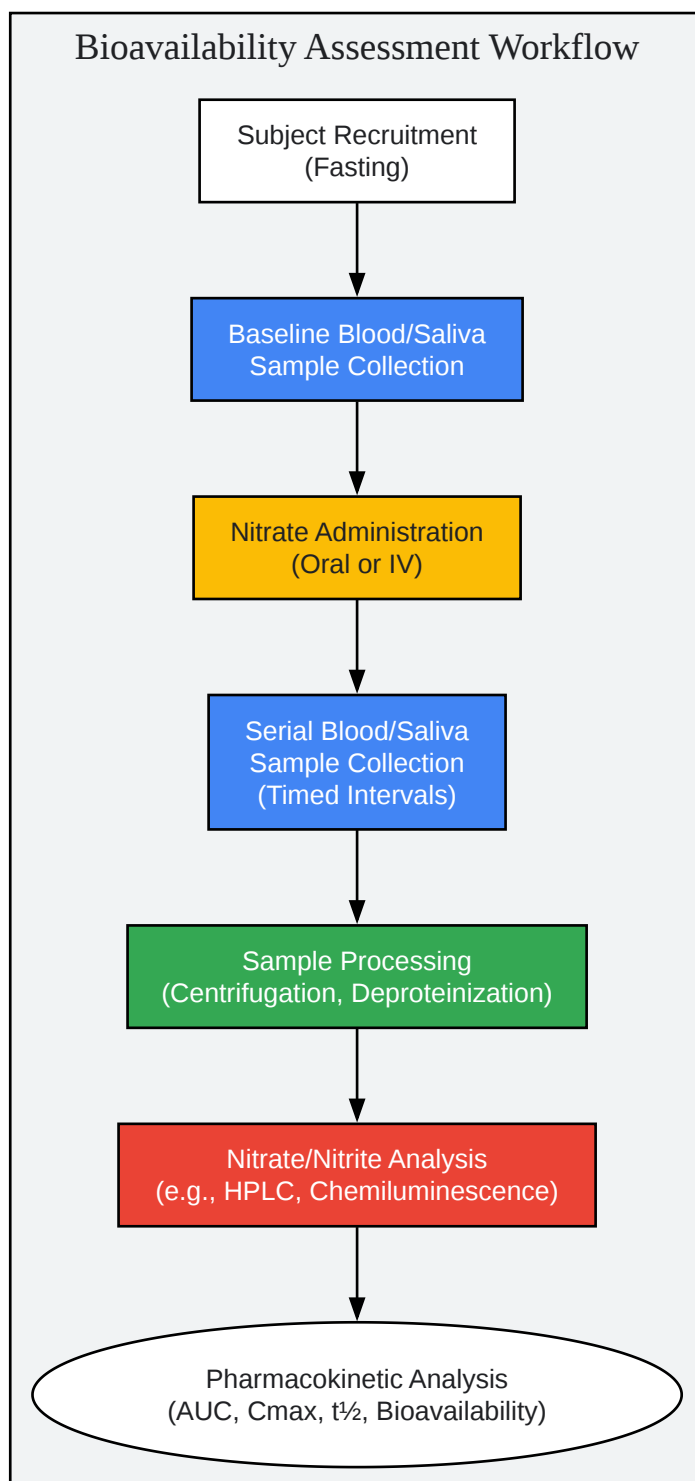 Bioavailability Assessment Workflow
Subject Recruitment
(Fasting)
Baseline Blood/Saliva
Sample Collection
Nitrate Administration
(Oral or IV)
Serial Blood/Saliva
Sample Collection
(Timed Intervals)
Sample Processing
(Centrifugation, Deproteinization)
Nitrate/Nitrite Analysis
(e.g., HPLC, Chemiluminescence)
Pharmacokinetic Analysis
(AUC, Cmax, t½, Bioavailability)